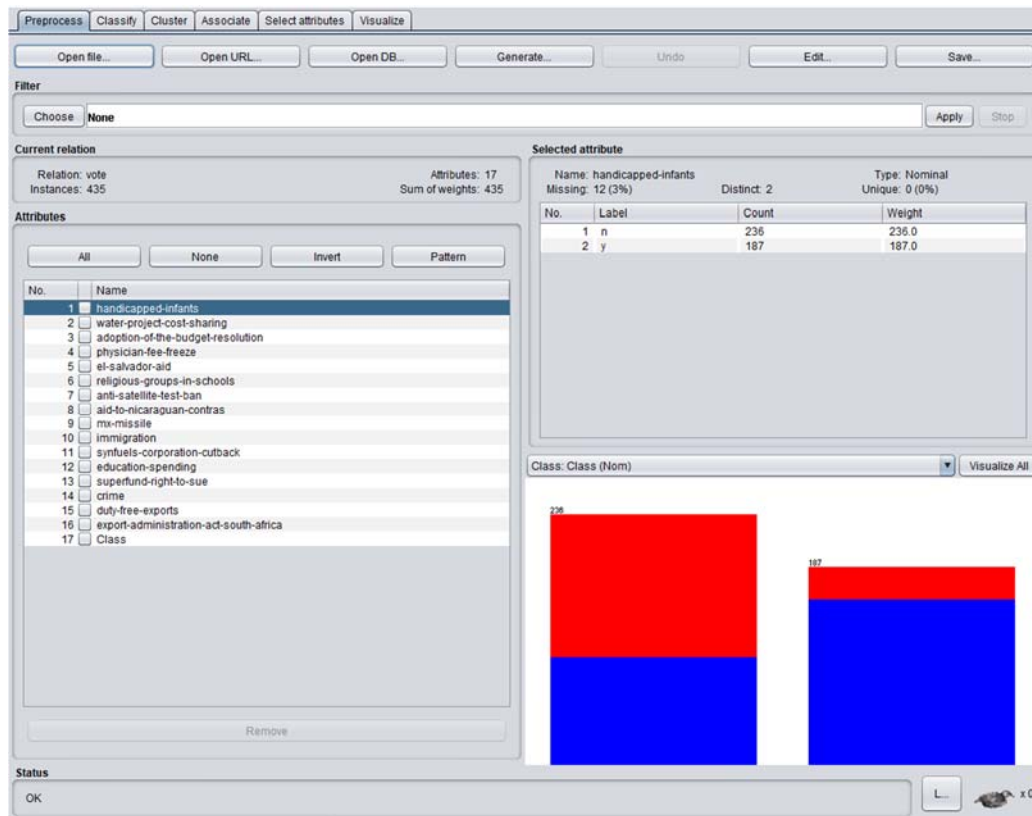 Preprocess Classify Cluster Associate Select attributes Visualize
Open file... Open URL... Open DB... Generate... Undo Edit... Save...
Filter
Choose None Apply Stop
Current relation
Relation: vote Attributes: 17
Instances: 435 Sum of weights: 435
Attributes
All None Invert Pattern
No. Name
1 handicapped-infants
2 water-project-cost-sharing
3 adoption-of-the-budget-resolution
4 physician-fee-freeze
5 el-salvador-aid
6 religious-groups-in-schools
7 anti-satellite-test-ban
8 aid-to-nicaraguan-contras
9 mx-missile
10 immigration
11 synfuels-corporation-cutback
12 education-spending
13 superfund-right-to-sue
14 crime
15 duty-free-exports
16 export-administration-act-south-africa
17 Class
Remove
Selected attribute
Name: handicapped-infants Type: Nominal
Missing: 12 (3%) Distinct: 2 Unique: 0 (0%)
No. Label Count Weight
1 n 236 236.0
2 y 187 187.0
Class: Class (Nom) Visualize All
236
187
Status
OK
L... x 0